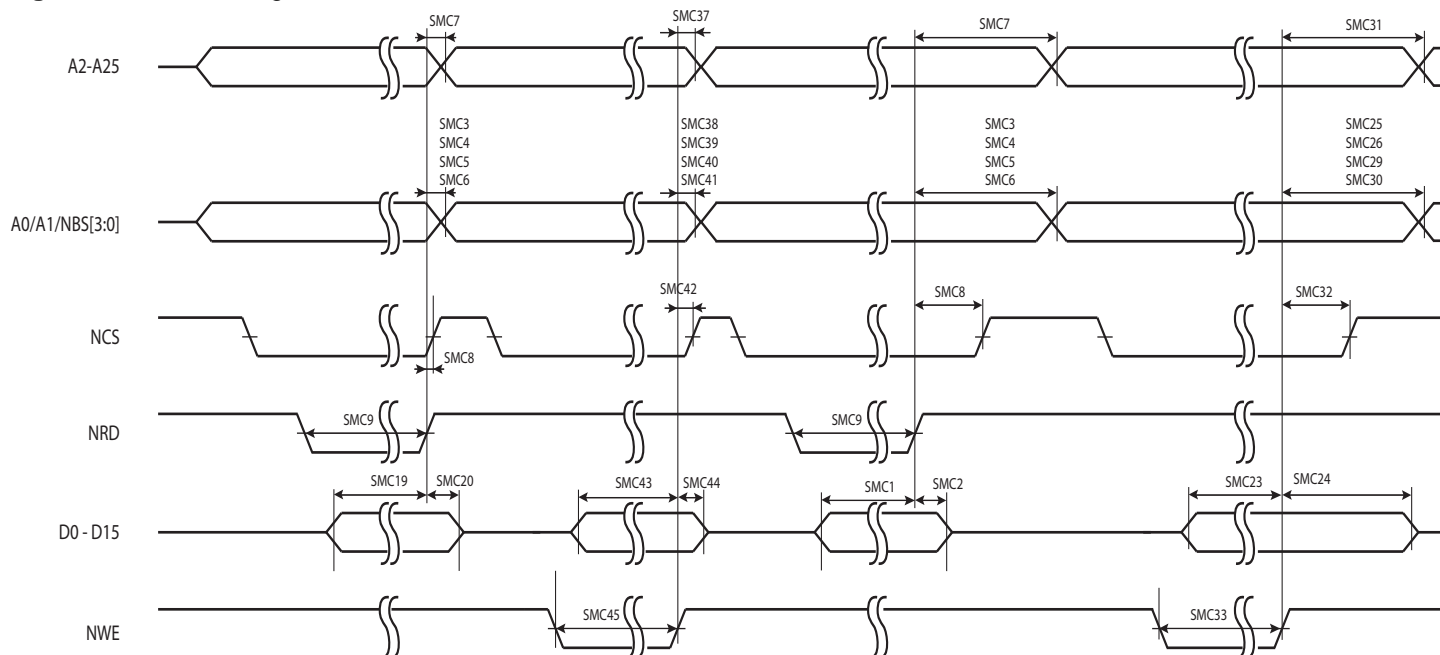 SMC7 SMC37 SMC7 SMC31
A2-A25
SMC3 SMC38 SMC3 SMC25
SMC4 SMC39 SMC4 SMC26
SMC5 SMC40 SMC5 SMC29
SMC6 SMC41 SMC6 SMC30
A0/A1/NBS[3:0]
SMC42 SMC8 SMC32
NCS
SMC8
SMC9 SMC9
NRD
SMC19 SMC20 SMC43 SMC44 SMC1 SMC2 SMC23 SMC24
D0 - D15
SMC45 SMC33
NWE